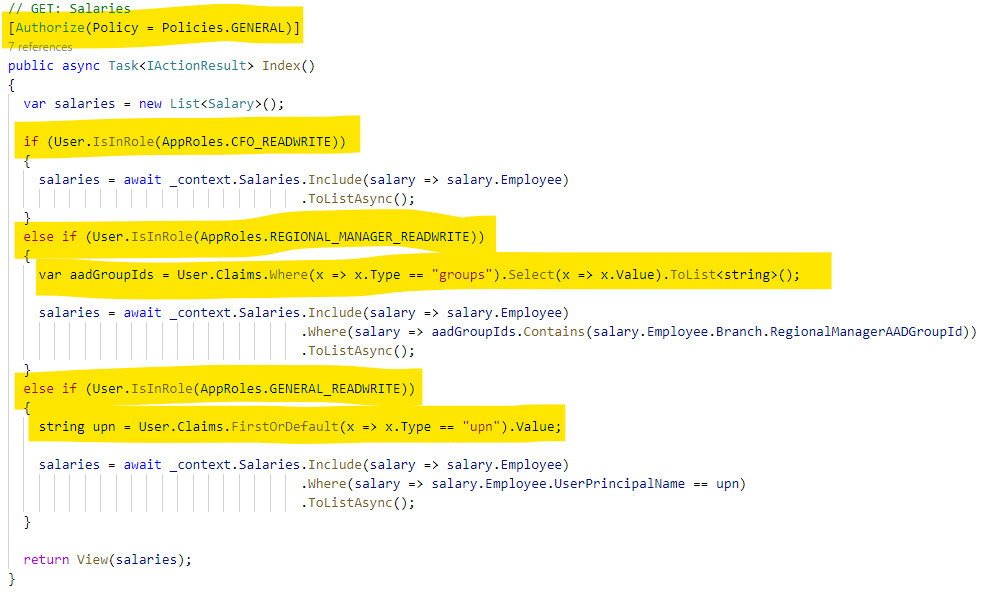 // GET: Salaries
[Authorize(Policy = Policies.GENERAL)]
7 references
public async Task<IActionResult> Index()
{
var salaries = new List<Salary>();
if (User.IsInRole(AppRoles.CFO_READWRITE))
{
salaries = await _context.Salaries.Include(salary => salary.Employee)
.ToListAsync();
}
else if (User.IsInRole(AppRoles.REGIONAL_MANAGER_READWRITE))
{
var aadGroupIds = User.Claims.Where(x => x.Type == "groups").Select(x => x.Value).ToList<string>();
salaries = await _context.Salaries.Include(salary => salary.Employee)
.Where(salary => aadGroupIds.Contains(salary.Employee.Branch.RegionalManagerAADGroupId))
.ToListAsync();
}
else if (User.IsInRole(AppRoles.GENERAL_READWRITE))
{
string upn = User.Claims.FirstOrDefault(x => x.Type == "upn").Value;
salaries = await _context.Salaries.Include(salary => salary.Employee)
.Where(salary => salary.Employee.UserPrincipalName == upn)
.ToListAsync();
}
return View(salaries);
}